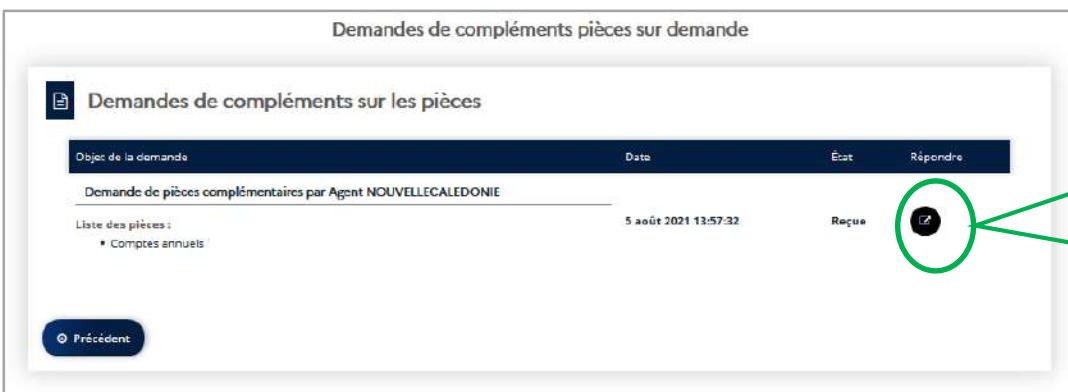 Demandes de compléments pièces sur demande
Demandes de compléments sur les pièces
Objet de la demande Date État Répondre
Demande de pièces complémentaires par Agent NOUVELLECALEDONIE
Liste des pièces : 5 août 2021 13:57:32 Reçue
• Comptes annuels
Précédent